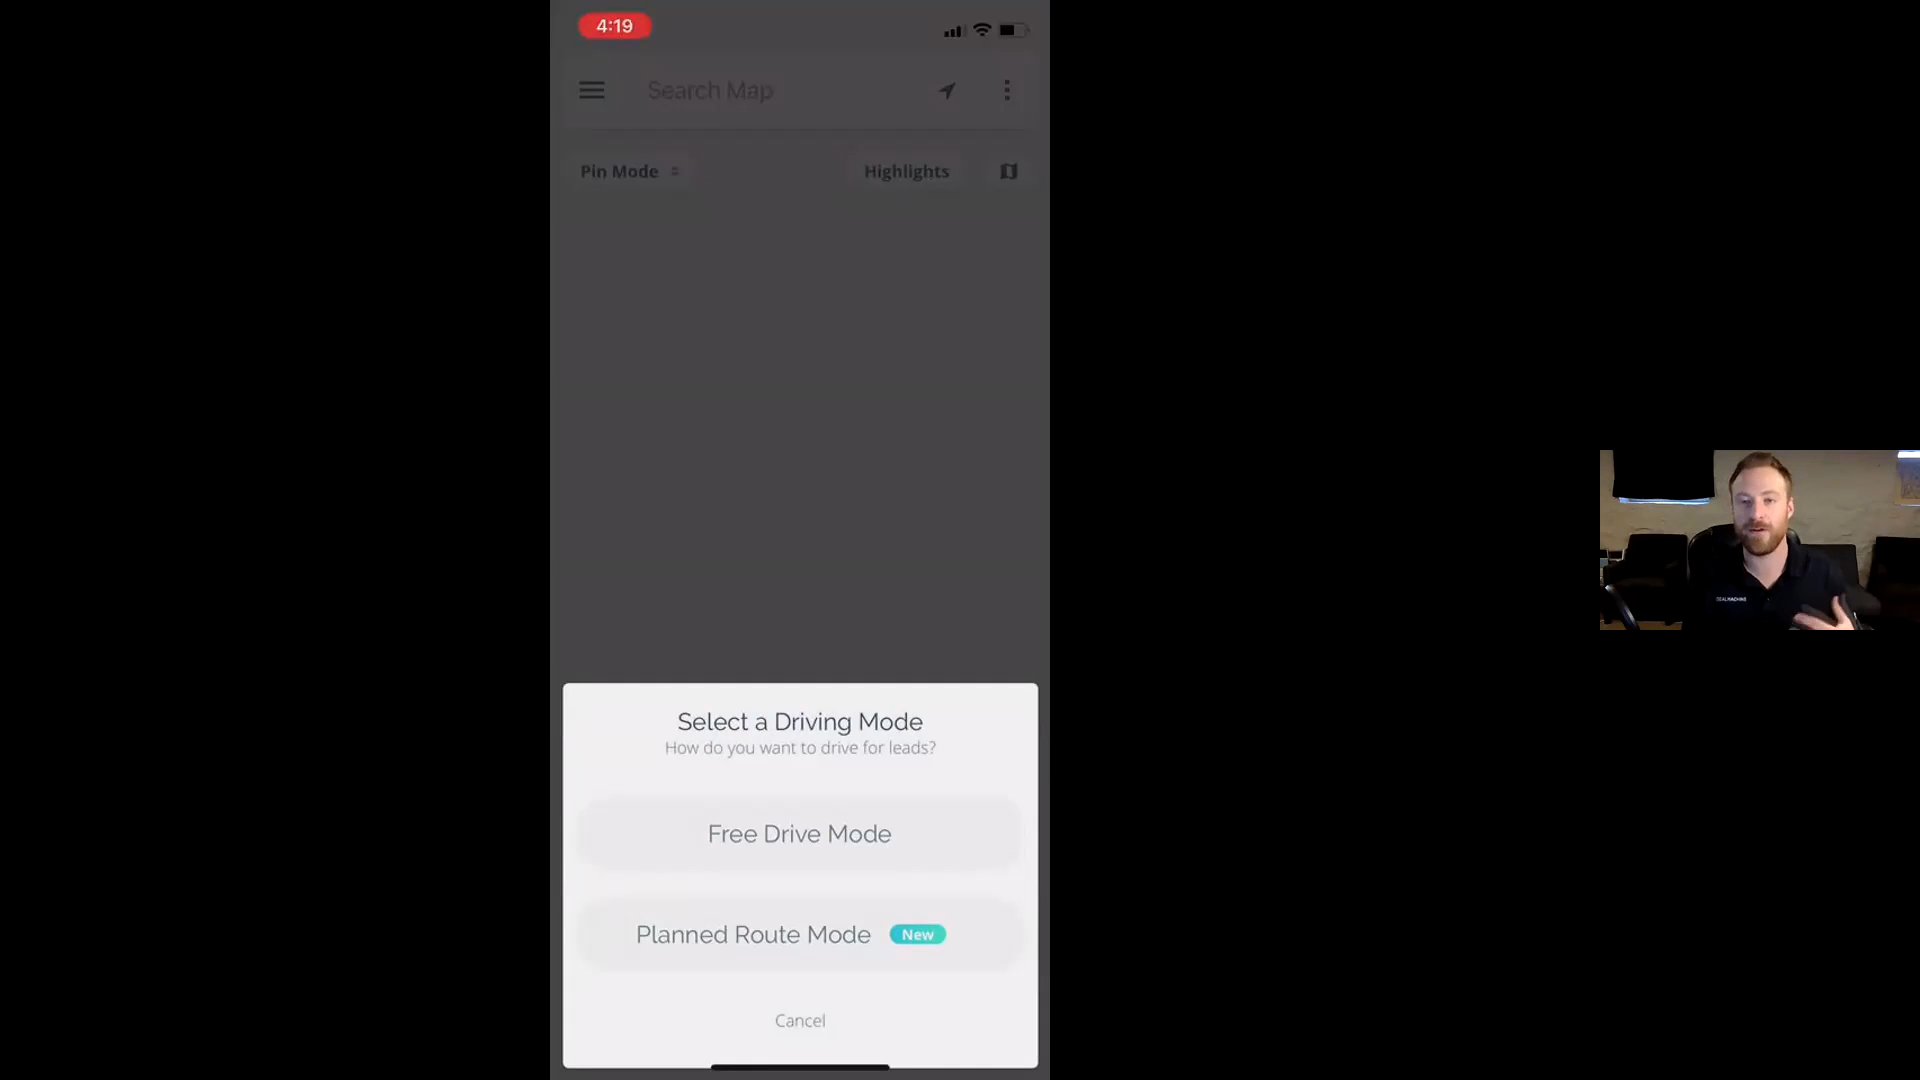 4:19
Search Map
Pin Mode
Highlights
Select a Driving Mode
How do you want to drive for leads?
Free Drive Mode
Planned Route Mode New
Cancel
DEALMACHINE